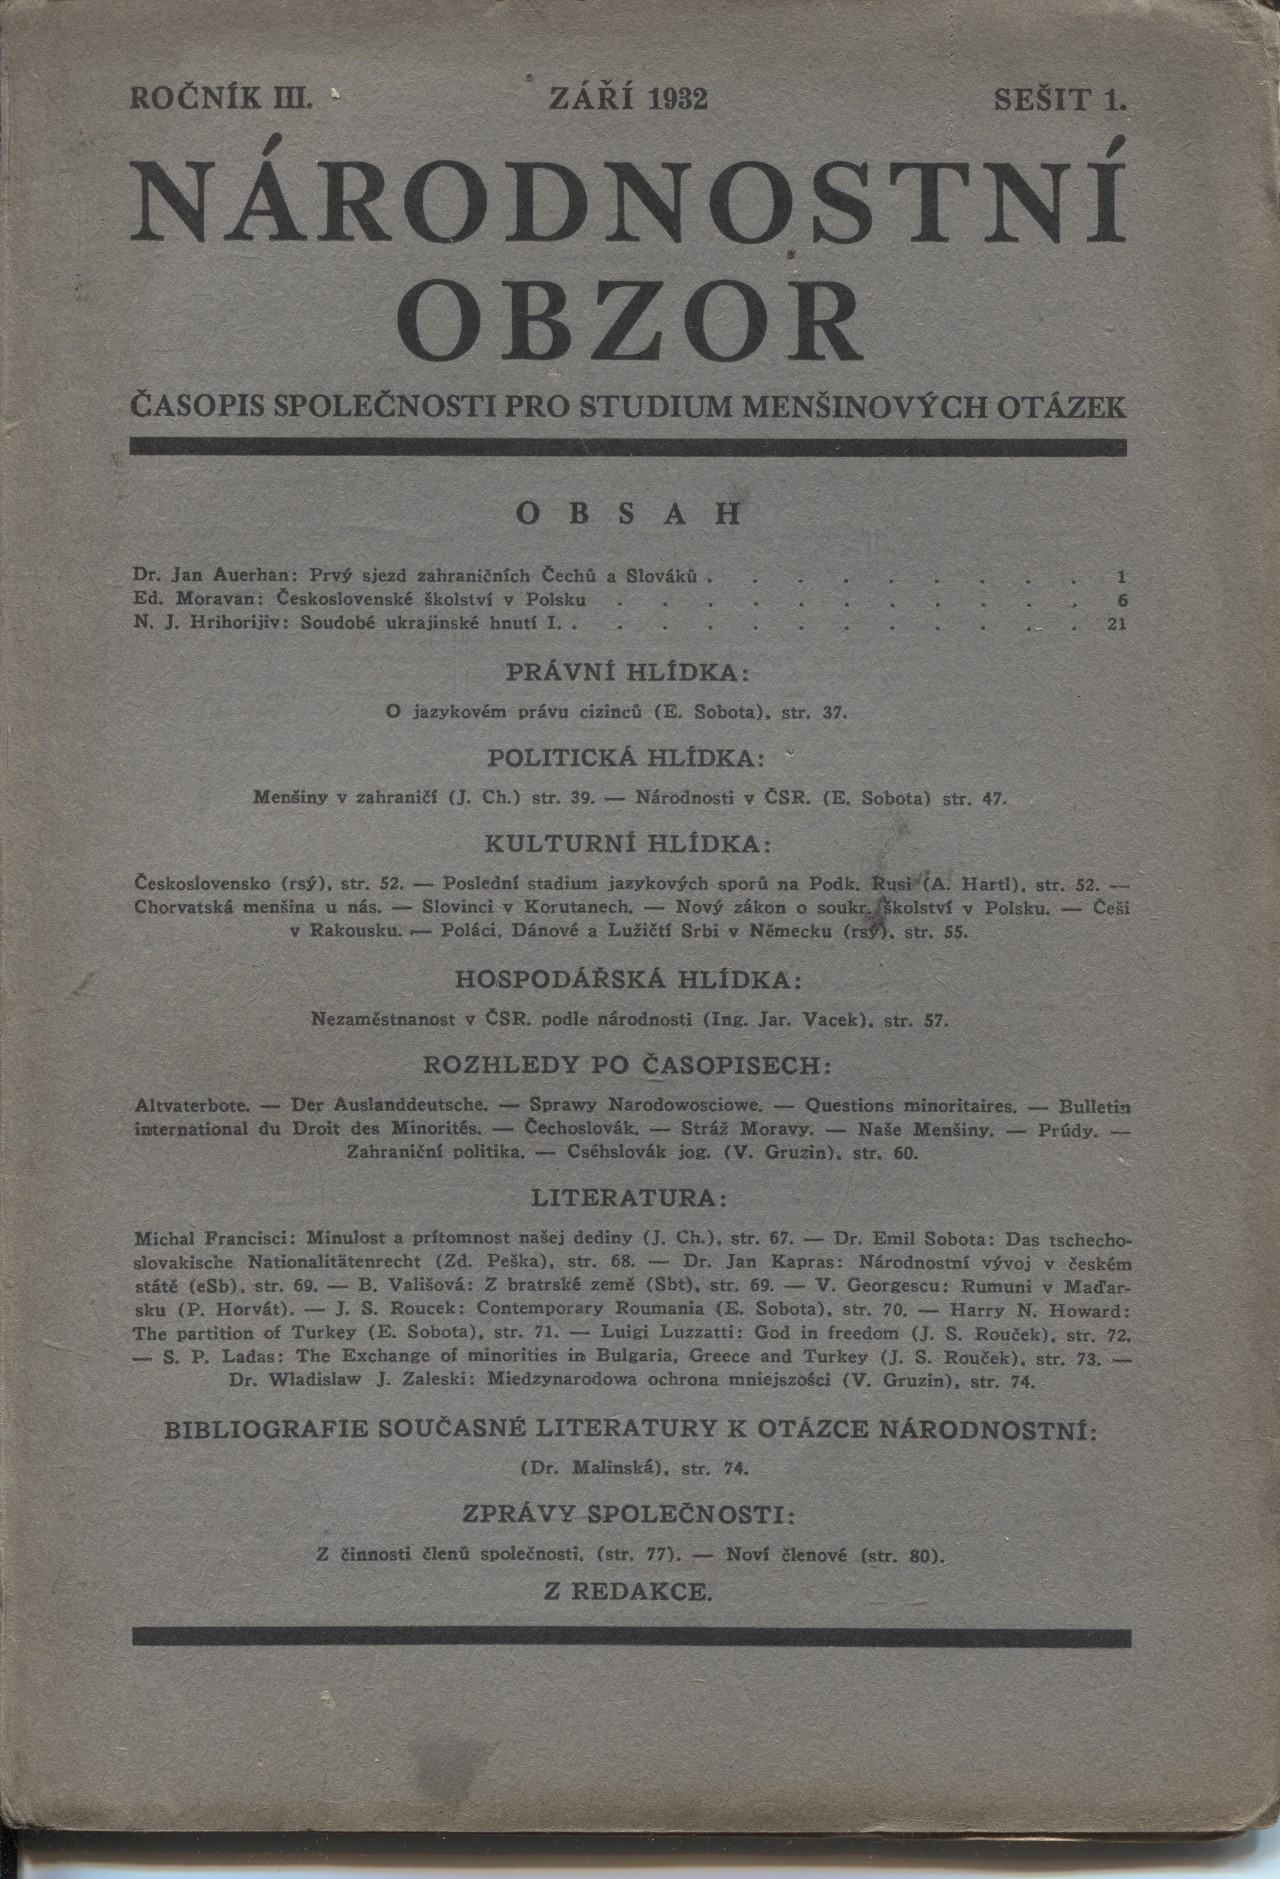 ROČNÍK III. ZÁŘÍ 1932 SEŠIT 1.
NÁRODNOSTNÍ
OBZOR
ČASOPIS SPOLEČNOSTI PRO STUDIUM MENŠINOVÝCH OTÁZEK
OBSAH
Dr. Jan Auerhan: Prvý sjezd zahraničních Čechů a Slováků . . . . . . . . . . 1
Ed. Moravan: Československé školství v Polsku . . . . . . . . . . . 6
N. J. Hrihorijiv: Soudobé ukrajinské hnutí I. . . . . . . . . . . . . 21
PRÁVNÍ HLÍDKA:
O jazykovém právu cizinců (E. Sobota), str. 37.
POLITICKÁ HLÍDKA:
Menšiny v zahraničí (J. Ch.) str. 39. — Národnosti v ČSR. (E. Sobota) str. 47.
KULTURNÍ HLÍDKA:
Československo (rsý), str. 52. — Poslední stadium jazykových sporů na Podk. Rusi (A. Hartl), str. 52. —
Chorvatská menšina u nás. — Slovinci v Korutanech. — Nový zákon o soukr. školství v Polsku. — Češi
v Rakousku. — Poláci, Dánové a Lužičtí Srbi v Německu (rsý), str. 55.
HOSPODÁŘSKÁ HLÍDKA:
Nezaměstnanost v ČSR. podle národnosti (Ing. Jar. Vacek), str. 57.
ROZHLEDY PO ČASOPISECH:
Altvaterbote. — Der Auslanddeutsche. — Sprawy Narodowosciowe. — Questions minoritaires. — Bulletin
international du Droit des Minorités. — Čechoslovák. — Stráž Moravy. — Naše Menšiny. — Prúdy. —
Zahraniční politika. — Cséhslovák jog. (V. Gruzin), str. 60.
LITERATURA:
Michal Francisci: Minulost a prítomnost našej dediny (J. Ch.), str. 67. — Dr. Emil Sobota: Das tschecho-
slovakische Nationalitätenrecht (Zd. Peška), str. 68. — Dr. Jan Kapras: Národnostní vývoj v českém
státě (eSb), str. 69. — B. Vališová: Z bratrské země (Sbt), str. 69. — V. Georgescu: Rumuni v Maďar-
sku (P. Horvát). — J. S. Roucek: Contemporary Roumania (E. Sobota), str. 70. — Harry N. Howard:
The partition of Turkey (E. Sobota), str. 71. — Luigi Luzzatti: God in freedom (J. S. Rouček), str. 72.
— S. P. Ladas: The Exchange of minorities in Bulgaria, Greece and Turkey (J. S. Rouček), str. 73. —
Dr. Wladislaw J. Zaleski: Miedzynarodowa ochrona mniejszości (V. Gruzin), str. 74.
BIBLIOGRAFIE SOUČASNÉ LITERATURY K OTÁZCE NÁRODNOSTNÍ:
(Dr. Malinská), str. 74.
ZPRÁVY SPOLEČNOSTI:
Z činnosti členů společnosti, (str. 77). — Noví členové (str. 80).
Z REDAKCE.